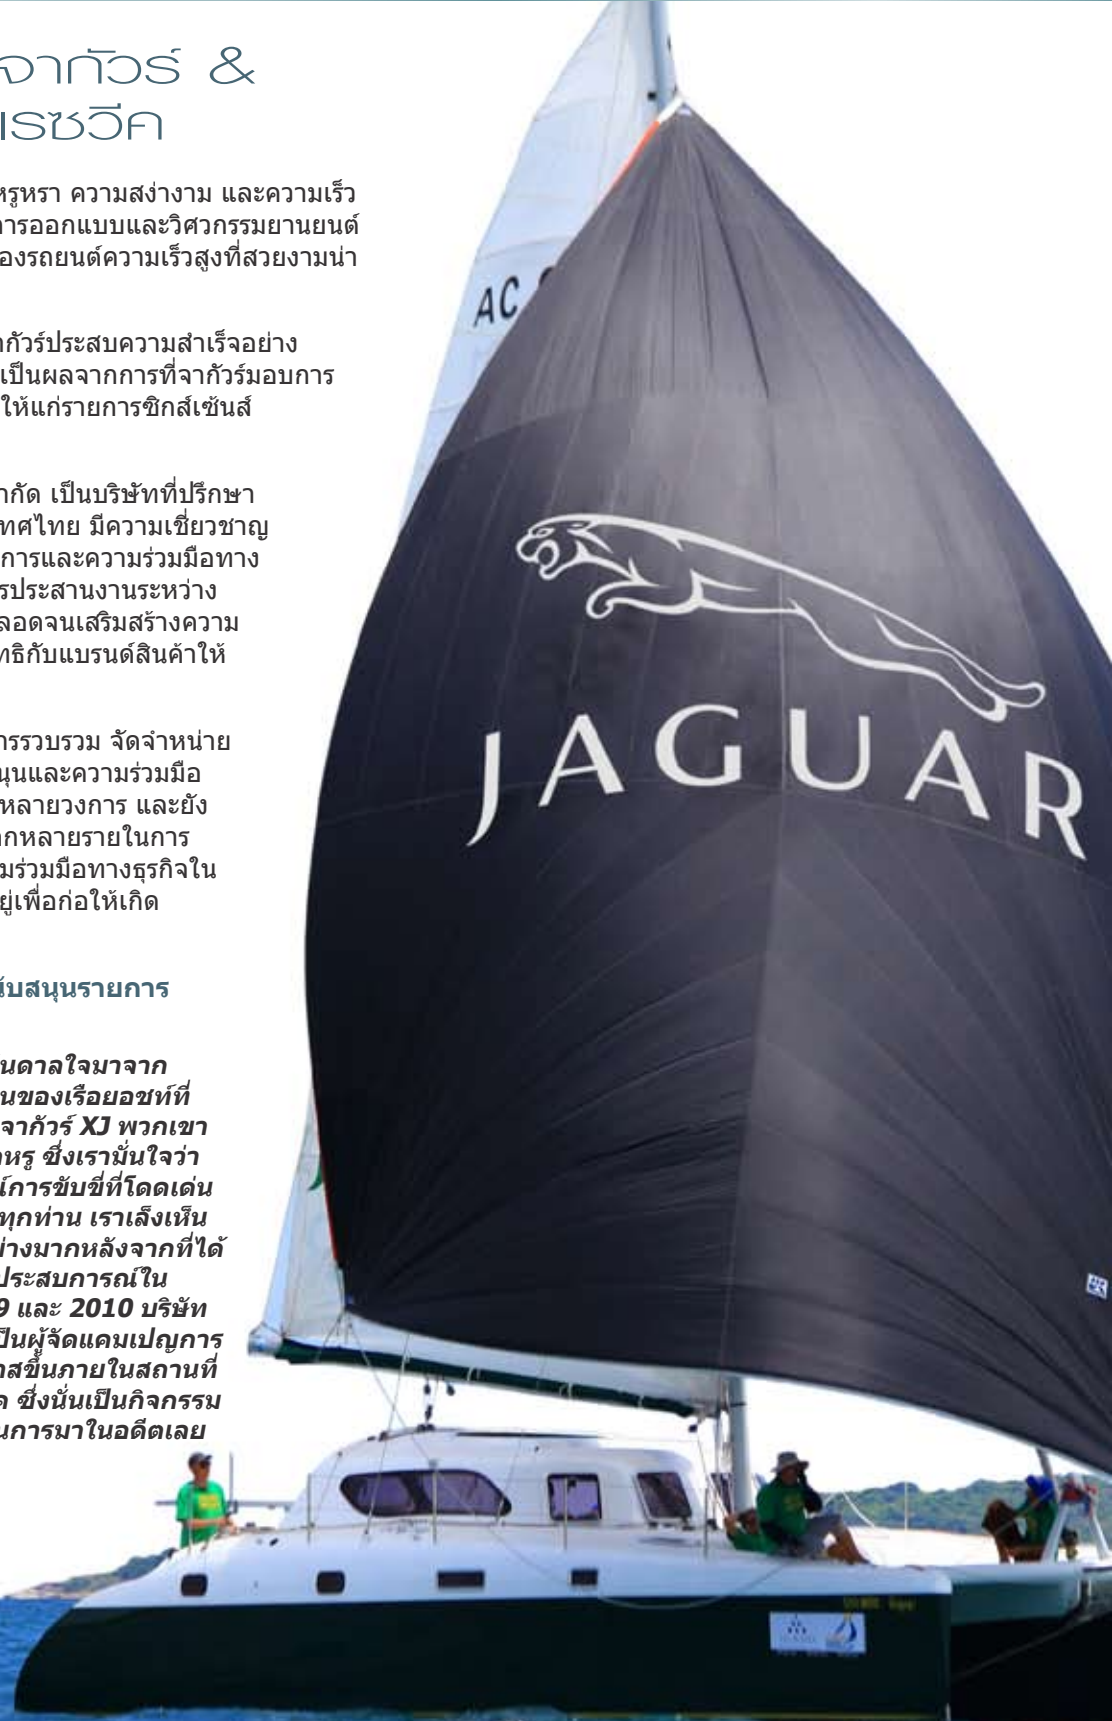 จากัวร์ &
เรซวีค
หรูหรา ความสง่างาม และความเร็ว
การออกแบบและวิศวกรรมยานยนต์
องรถยนต์ความเร็วสูงที่สวยงามน่า
ากัวร์ประสบความสำเร็จอย่าง
เป็นผลจากการที่จากัวร์มอบการ
ให้แก่รายการซิกส์เซ้นส์
ากัด เป็นบริษัทที่ปรึกษา
ทศไทย มีความเชี่ยวชาญ
การและความร่วมมือทาง
รประสานงานระหว่าง
ลอดจนเสริมสร้างความ
ทธิกับแบรนด์สินค้าให้
ารรวบรวม จัดจำหน่าย
นุนและความร่วมมือ
หลายวงการ และยัง
ากหลายรายในการ
มร่วมมือทางธุรกิจใน
ยู่เพื่อก่อให้เกิด
ับสนุนรายการ
นดาลใจมาจาก
นของเรือยอชท์ที่
จากัวร์ XJ พวกเขา
หรู ซึ่งเรามั่นใจว่า
์การขับขี่ที่โดดเด่น
ทุกท่าน เราเล็งเห็น
ย่างมากหลังจากที่ได้
ประสบการณ์ใน
9 และ 2010 บริษัท
ป็นผู้จัดแคมเปญการ
าสขึ้นภายในสถานที่
ค ซึ่งนั่นเป็นกิจกรรม
นการมาในอดีตเลย
AC
JAGUAR